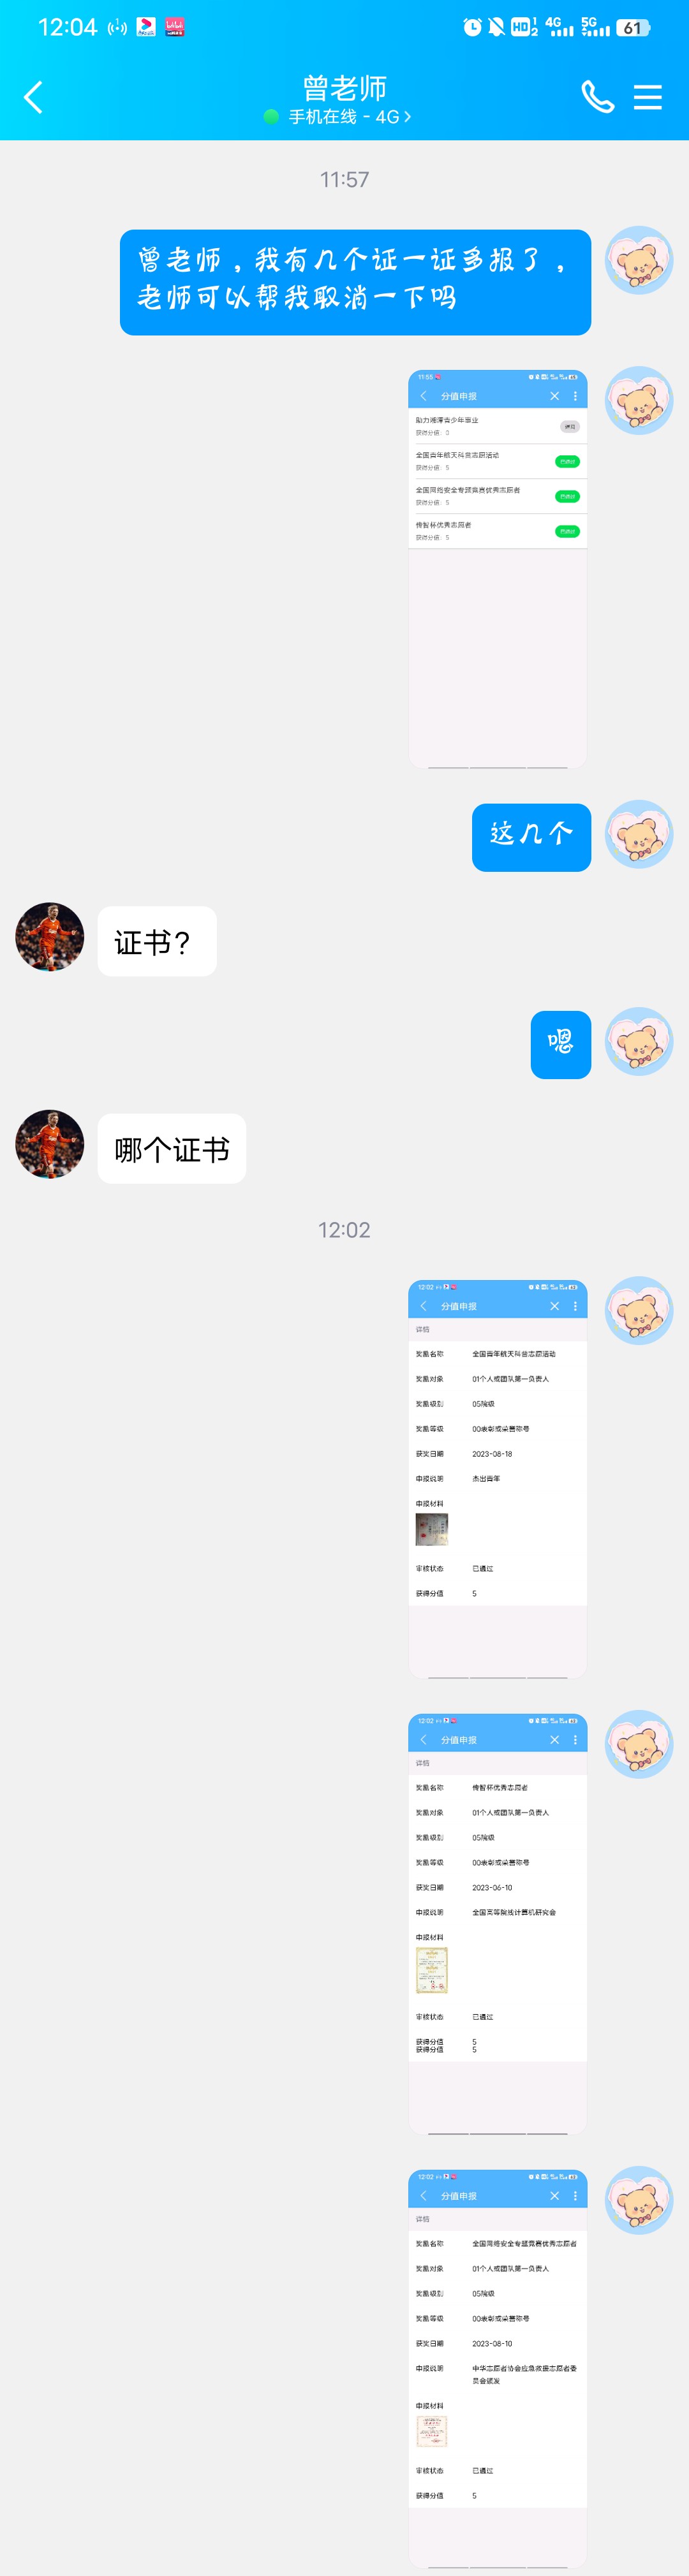 12:04
HD 1 2 4G 5G 61
曾老师
手机在线 - 4G
11:57
曾老师，我有几个证一证多报了，
老师可以帮我取消一下吗
11:55
分值申报
助力湘潭青少年事业
获得分值：0
全国青年航天科普志愿活动
获得分值：5
已通过
全国网络安全专题竞赛优秀志愿者
获得分值：5
已通过
传智杯优秀志愿者
获得分值：5
已通过
这几个
证书？
嗯
哪个证书
12:02
12:02
分值申报
详情
奖励名称 全国青年航天科普志愿活动
奖励对象 01个人或团队第一负责人
奖励级别 05院级
奖励等级 00表彰或荣誉称号
获奖日期 2023-08-18
申报说明 杰出青年
申报材料
审核状态 已通过
获得分值 5
12:02
分值申报
详情
奖励名称 传智杯优秀志愿者
奖励对象 01个人或团队第一负责人
奖励级别 05院级
奖励等级 00表彰或荣誉称号
获奖日期 2023-06-10
申报说明 全国高等院校计算机研究会
申报材料
审核状态 已通过
获得分值 5
获得分值 5
12:02
分值申报
详情
奖励名称 全国网络安全专题竞赛优秀志愿者
奖励对象 01个人或团队第一负责人
奖励级别 05院级
奖励等级 00表彰或荣誉称号
获奖日期 2023-08-10
申报说明 中华志愿者协会应急救援志愿者委
员会颁发
申报材料
审核状态 已通过
获得分值 5